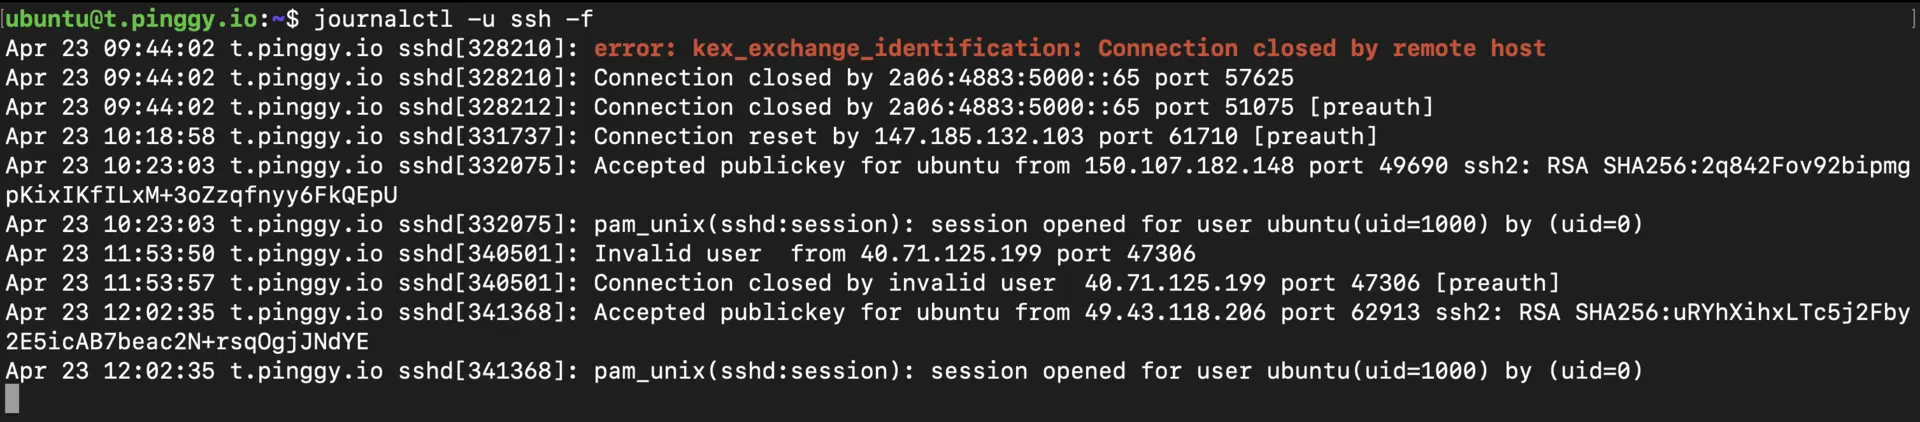 [ubuntu@t.pinggy.io:~$ journalctl -u ssh -f ]
Apr 23 09:44:02 t.pinggy.io sshd[328210]: error: kex_exchange_identification: Connection closed by remote host
Apr 23 09:44:02 t.pinggy.io sshd[328210]: Connection closed by 2a06:4883:5000::65 port 57625
Apr 23 09:44:02 t.pinggy.io sshd[328212]: Connection closed by 2a06:4883:5000::65 port 51075 [preauth]
Apr 23 10:18:58 t.pinggy.io sshd[331737]: Connection reset by 147.185.132.103 port 61710 [preauth]
Apr 23 10:23:03 t.pinggy.io sshd[332075]: Accepted publickey for ubuntu from 150.107.182.148 port 49690 ssh2: RSA SHA256:2q842Fov92bipmg
pKixIKfILxM+3oZzqfnyy6FkQEpU
Apr 23 10:23:03 t.pinggy.io sshd[332075]: pam_unix(sshd:session): session opened for user ubuntu(uid=1000) by (uid=0)
Apr 23 11:53:50 t.pinggy.io sshd[340501]: Invalid user  from 40.71.125.199 port 47306
Apr 23 11:53:57 t.pinggy.io sshd[340501]: Connection closed by invalid user  40.71.125.199 port 47306 [preauth]
Apr 23 12:02:35 t.pinggy.io sshd[341368]: Accepted publickey for ubuntu from 49.43.118.206 port 62913 ssh2: RSA SHA256:uRYhXihxLTc5j2Fby
2E5icAB7beac2N+rsqOgjJNdYE
Apr 23 12:02:35 t.pinggy.io sshd[341368]: pam_unix(sshd:session): session opened for user ubuntu(uid=1000) by (uid=0)